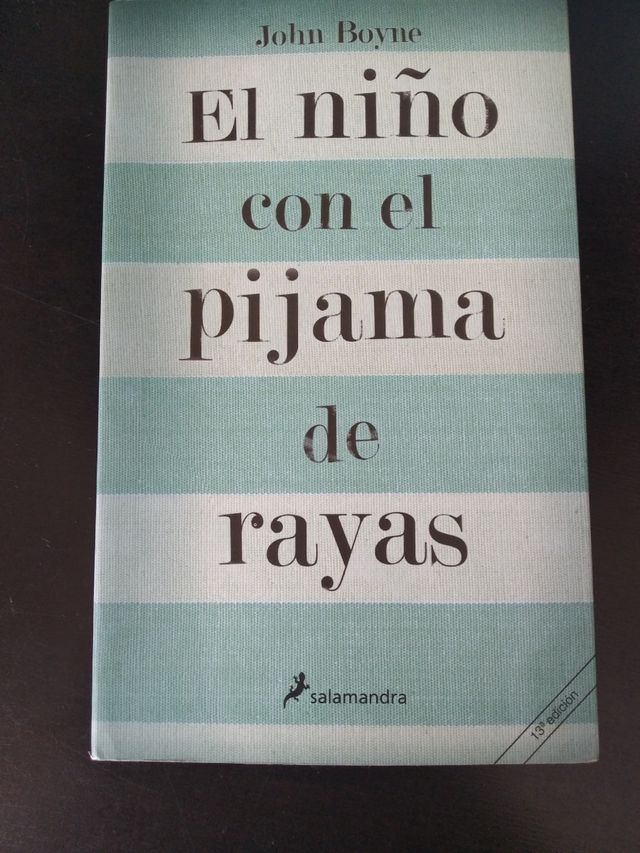 John Boyne
El niño
con el
pijama
de
rayas
salamandra
13ª edición